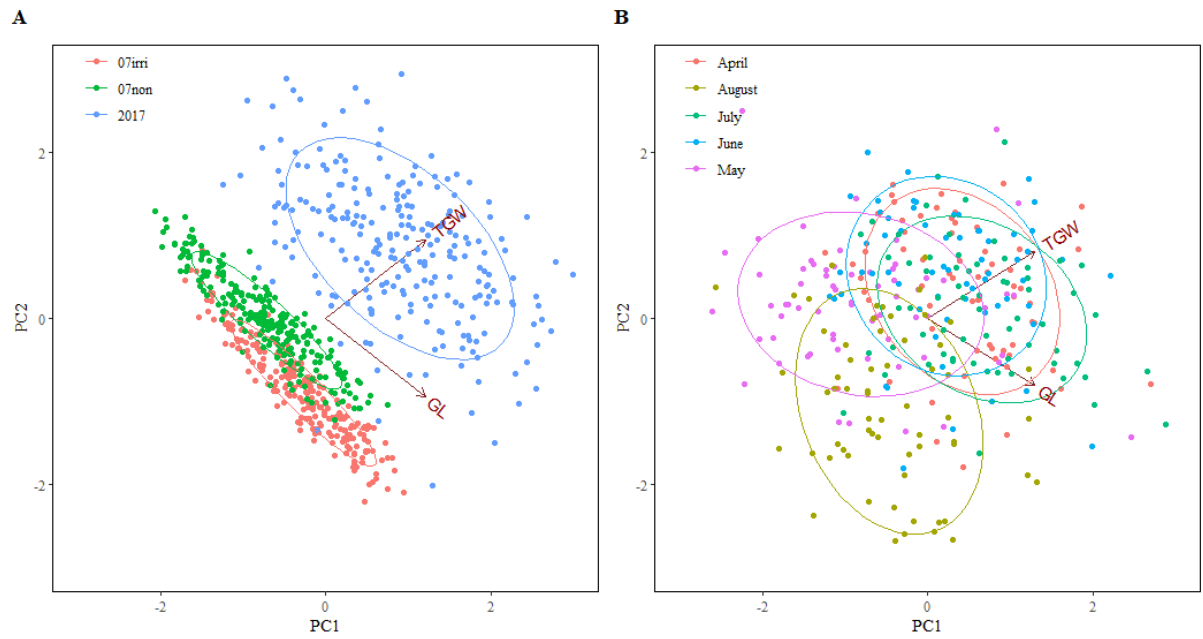 A
07irri
07non
2017
2
0
-2
PC2
TGW
GL
-2
0
2
PC1
B
April
August
July
June
May
2
0
-2
PC2
TGW
GL
-2
0
2
PC1